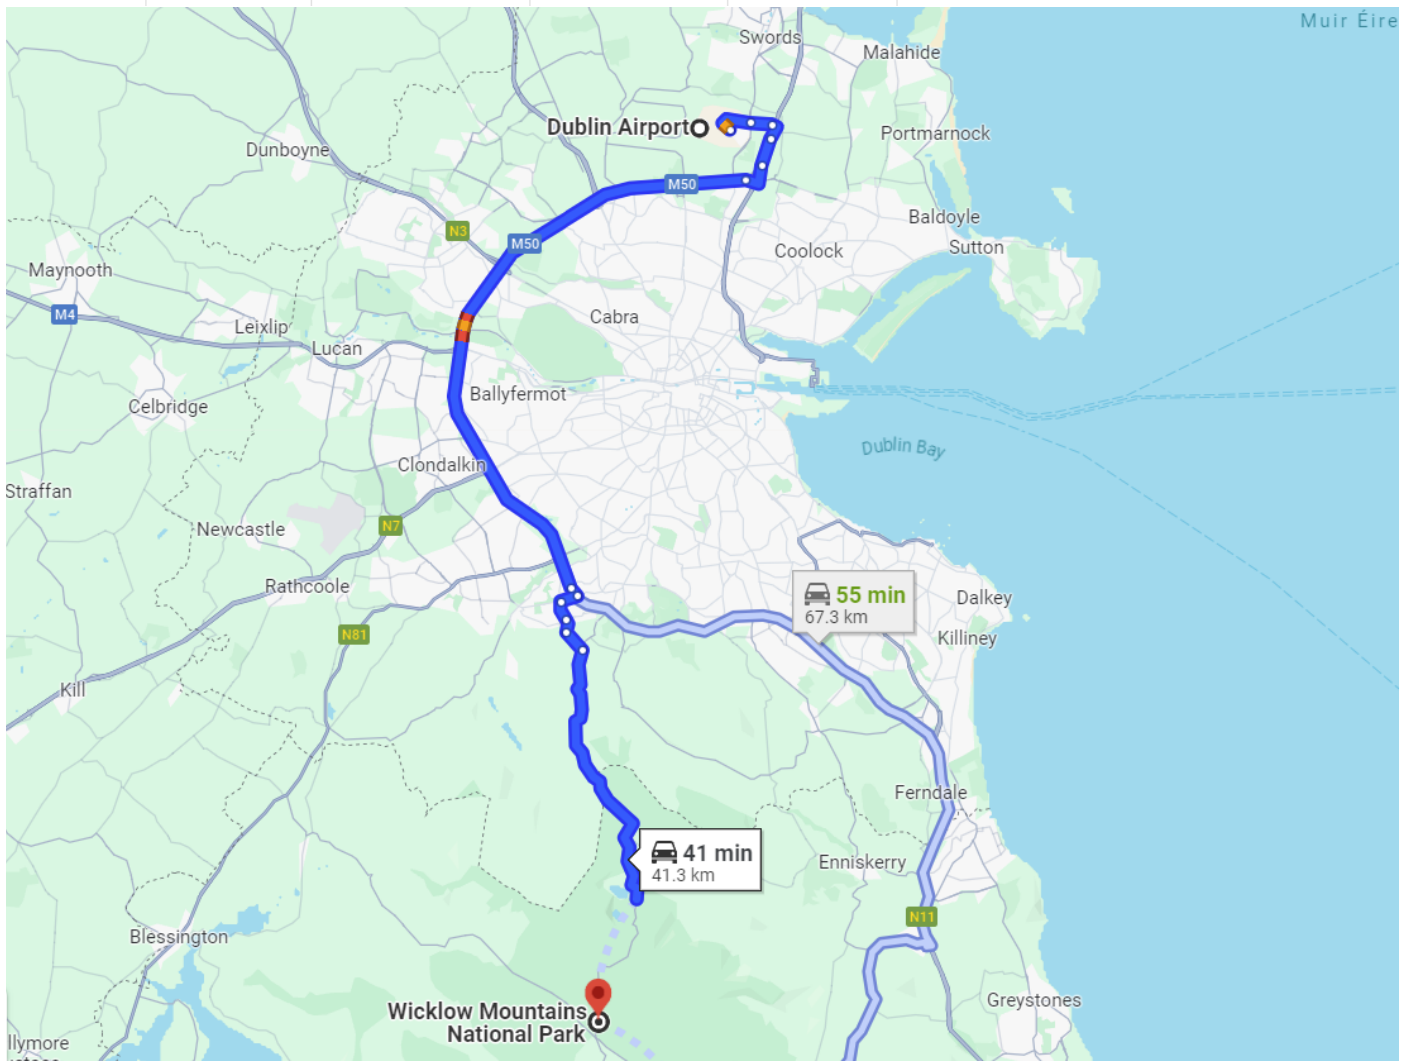 Muir Éire
Swords
Malahide
Dublin Airport
Portmarnock
Dunboyne
M50
Baldoyle
N3
M50
Coolock
Sutton
Maynooth
M4
Leixlip
Cabra
Lucan
Ballyfermot
Celbridge
Dublin Bay
Clondalkin
Straffan
Newcastle
N7
Rathcoole
55 min
67.3 km
Dalkey
N81
Killiney
Kill
Ferndale
41 min
41.3 km
Enniskerry
N11
Blessington
Greystones
Wicklow Mountains
National Park
llymore